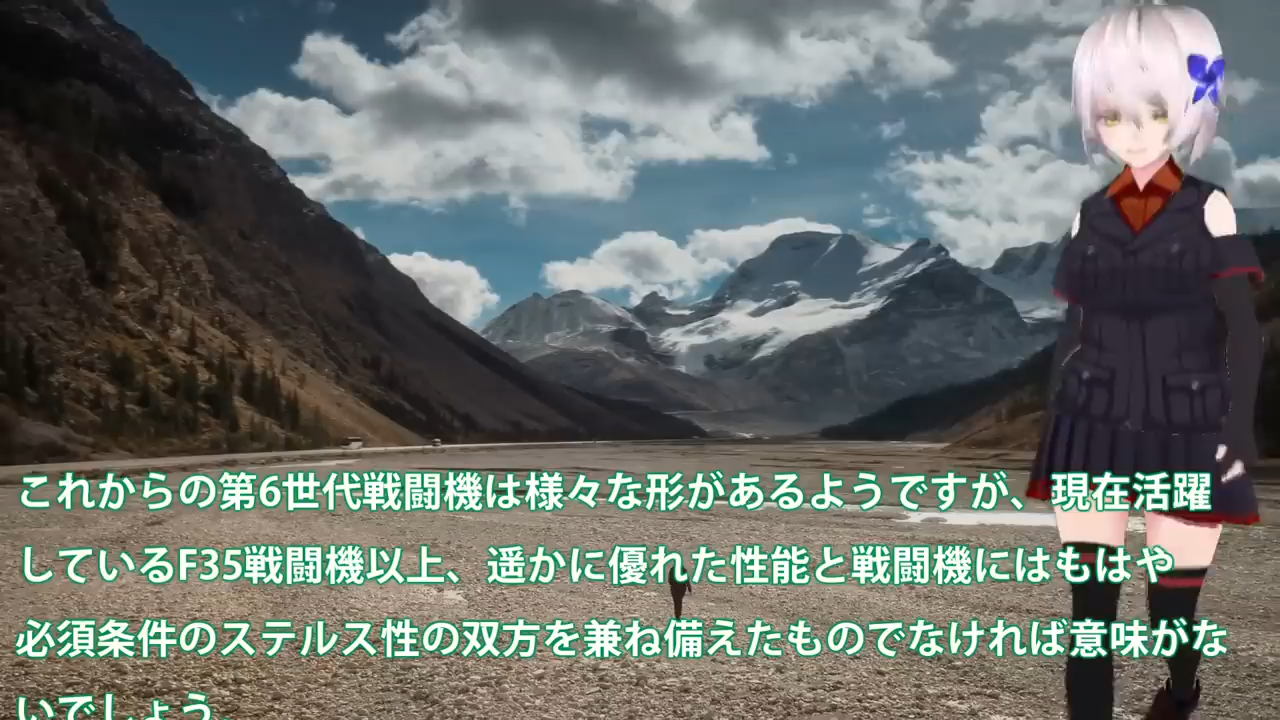 これからの第6世代戦闘機は様々な形があるようですが、現在活躍
しているF35戦闘機以上、遥かに優れた性能と戦闘機にはもはや
必須条件のステルス性の双方を兼ね備えたものでなければ意味がな
いでしょう。